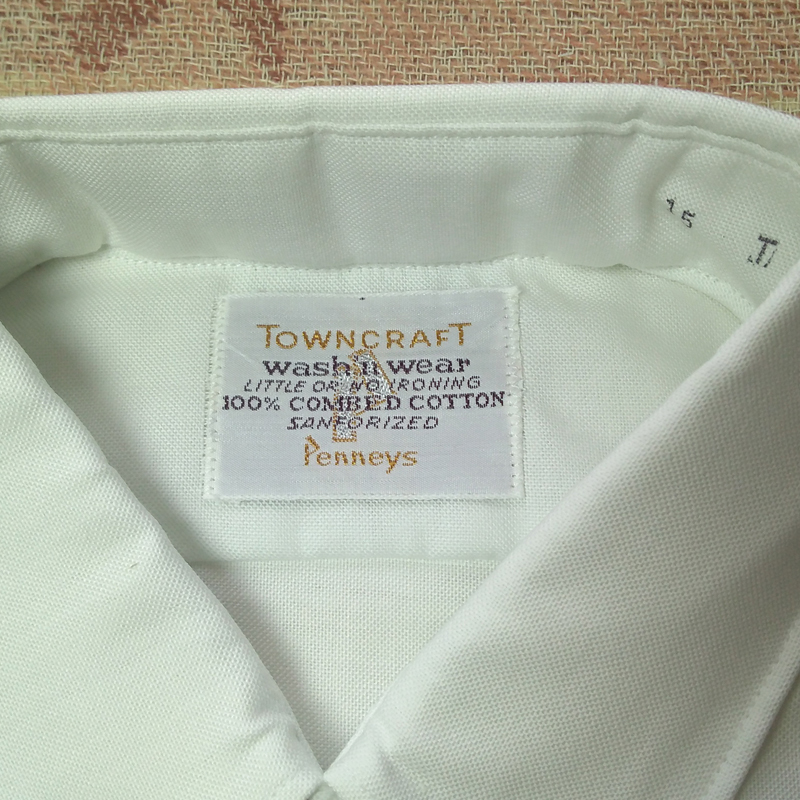 15
T
TOWNCRAFT
wash'n wear
LITTLE OR NO IRONING
100% COMBED COTTON
SANFORIZED
Penneys